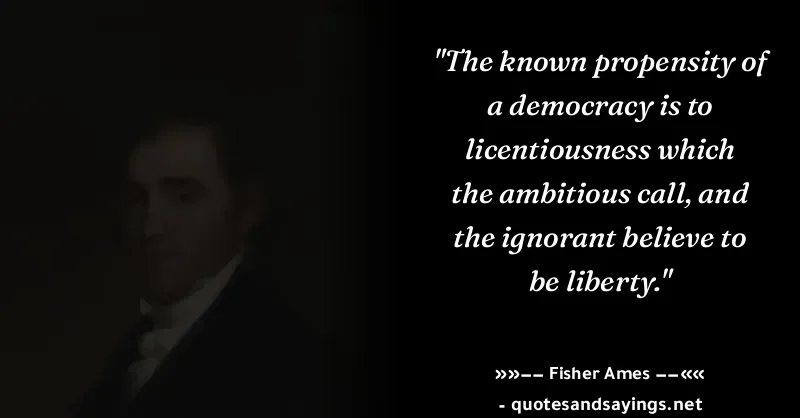 "The known propensity of
a democracy is to
licentiousness which
the ambitious call, and
the ignorant believe to
be liberty."
»»−− Fisher Ames −−««
- quotesandsayings.net